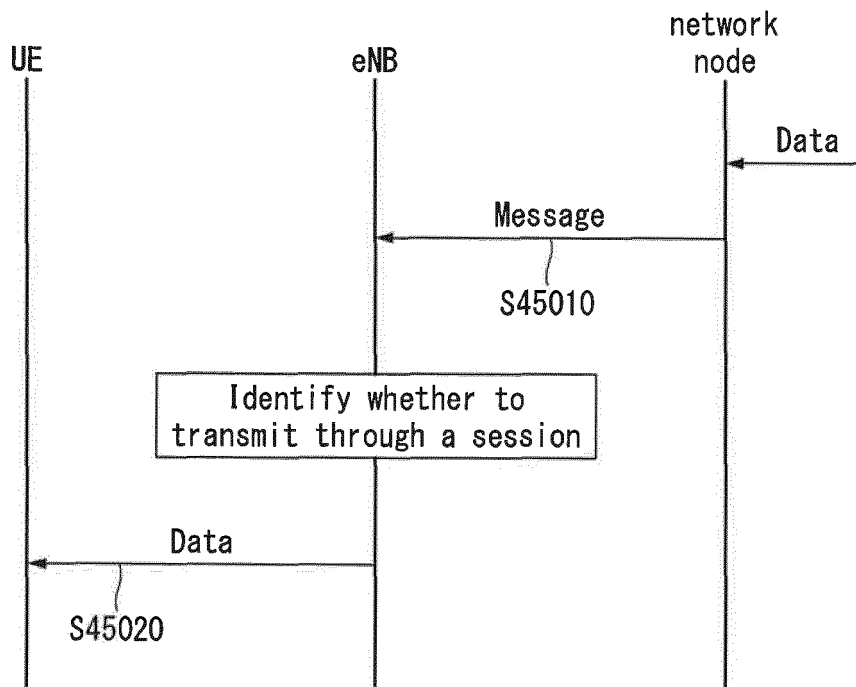 UE
eNB
network
node
Data
Message
S45010
Identify whether to
transmit through a session
Data
S45020